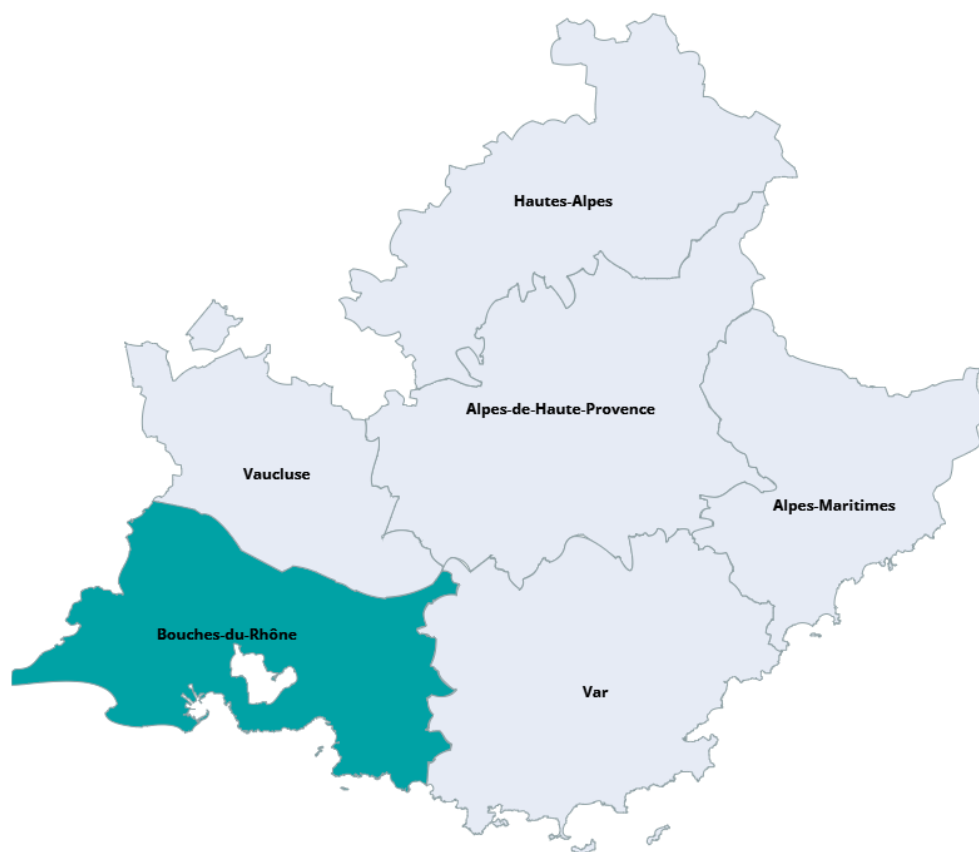 Hautes-Alpes
Alpes-de-Haute-Provence
Vaucluse
Alpes-Maritimes
Bouches-du-Rhône
Var